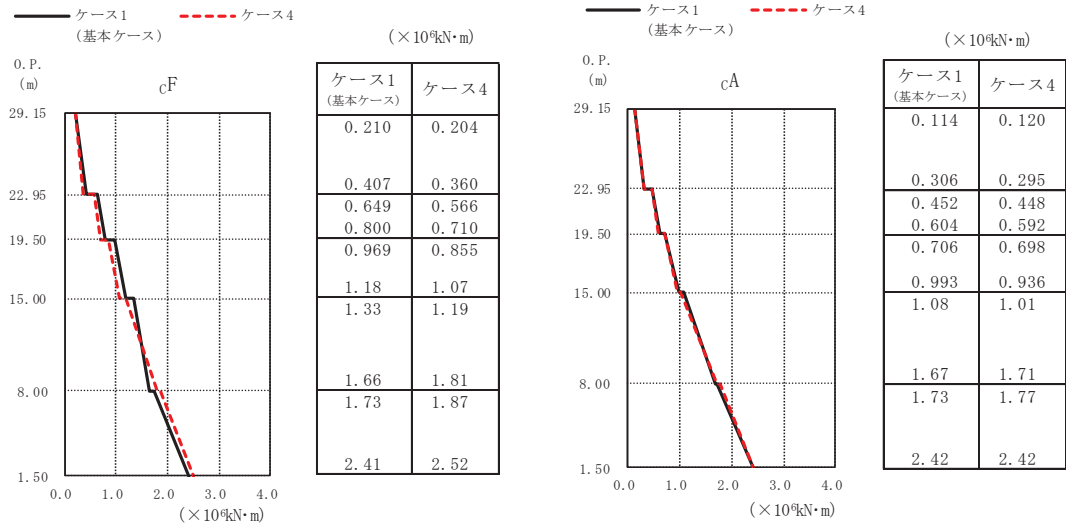 ケース1 ケース4
(基本ケース)
(×10⁶kN・m)
O.P.
(m)
cF
29.15
22.95
19.50
15.00
8.00
1.50
0.0 1.0 2.0 3.0 4.0
(×10⁶kN・m)
ケース1 ケース4
(基本ケース)
0.210 0.204
0.407 0.360
0.649 0.566
0.800 0.710
0.969 0.855
1.18 1.07
1.33 1.19
1.66 1.81
1.73 1.87
2.41 2.52
ケース1 ケース4
(基本ケース)
(×10⁶kN・m)
O.P.
(m)
cA
29.15
22.95
19.50
15.00
8.00
1.50
0.0 1.0 2.0 3.0 4.0
(×10⁶kN・m)
ケース1 ケース4
(基本ケース)
0.114 0.120
0.306 0.295
0.452 0.448
0.604 0.592
0.706 0.698
0.993 0.936
1.08 1.01
1.67 1.71
1.73 1.77
2.42 2.42